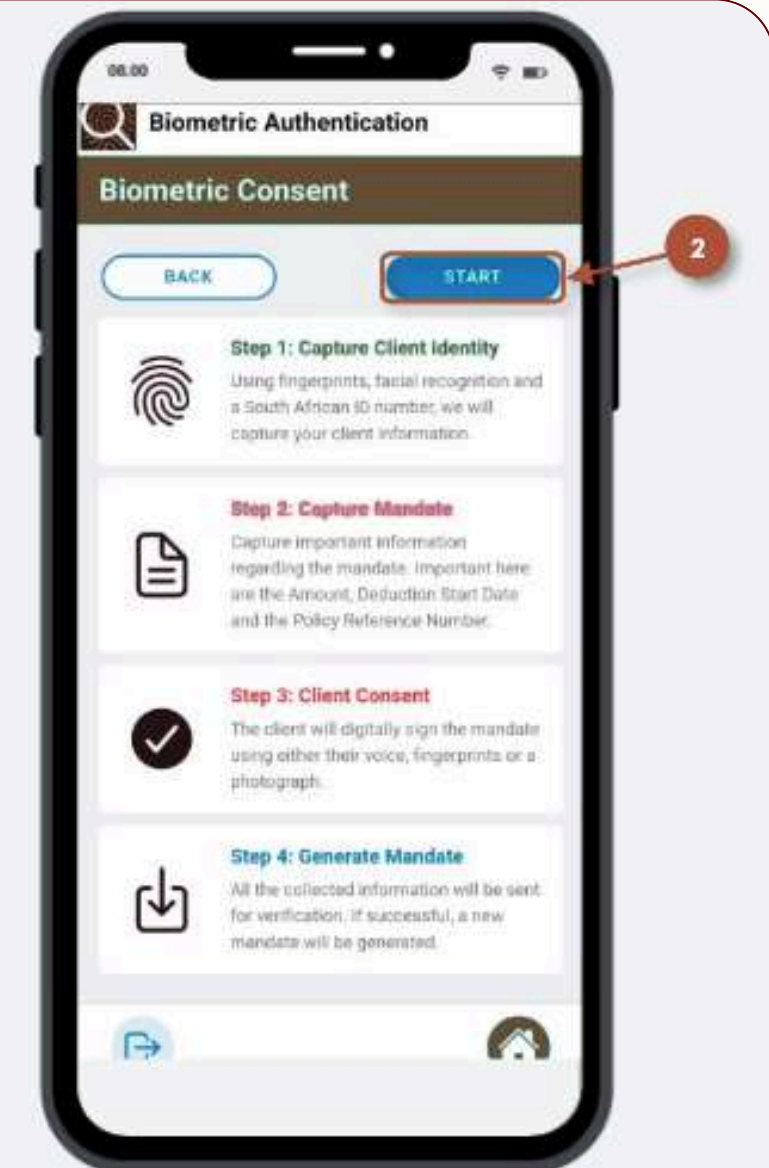 08.00
Biometric Authentication
Biometric Consent
BACK
START
2
Step 1: Capture Client Identity
Using fingerprints, facial recognition and
a South African ID number, we will
capture your client information.
Step 2: Capture Mandate
Capture important information
regarding the mandate. Important here
are the Amount, Deduction Start Date
and the Policy Reference Number.
Step 3: Client Consent
The client will digitally sign the mandate
using either their voice, fingerprints or a
photograph.
Step 4: Generate Mandate
All the collected information will be sent
for verification. If successful, a new
mandate will be generated.